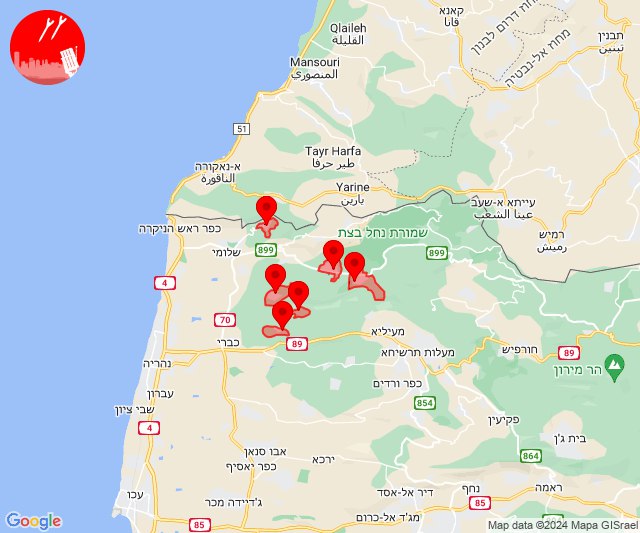 קאנא
قانا
Qlaileh
القليلة
מחוז דרום לבנון
מחוז אל-נבטיה
תבנין
تبنين
Mansouri
المنصوري
51
Tayr Harfa
طير حرفا
א-נאקורה
الناقورة
Yarine
يارين
עייתא א-שעב
عيتا الشعب
רמיש
رميش
כפר ראש הניקרה
שמורת נחל בצת
899
899
שלומי
4
70
כברי
89
מעיליא
מעלות תרשיחא
חורפיש
89
הר מירון
נהריה
עברון
שבי ציון
4
כפר ורדים
854
פקיעין
בית ג'ן
864
אבו סנאן
כפר יאסיף
ירכא
ג'דיידה מכר
דיר אל-אסד
מג'ד אל-כרום
נחף
85
ראמה
עכו
85
Google
Map data ©2024 Mapa GISrael